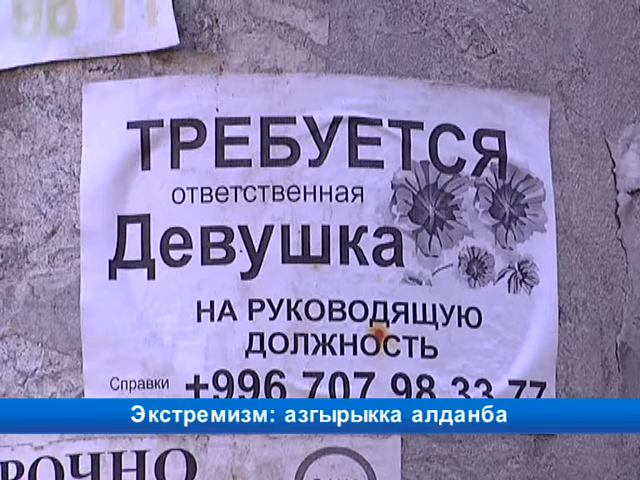 ТРЕБУЕТСЯ
ответственная
Девушка
НА РУКОВОДЯЩУЮ
ДОЛЖНОСТЬ
Справки +996 707 98 33 77
Экстремизм: азгырыкка алданба
РОЧНО